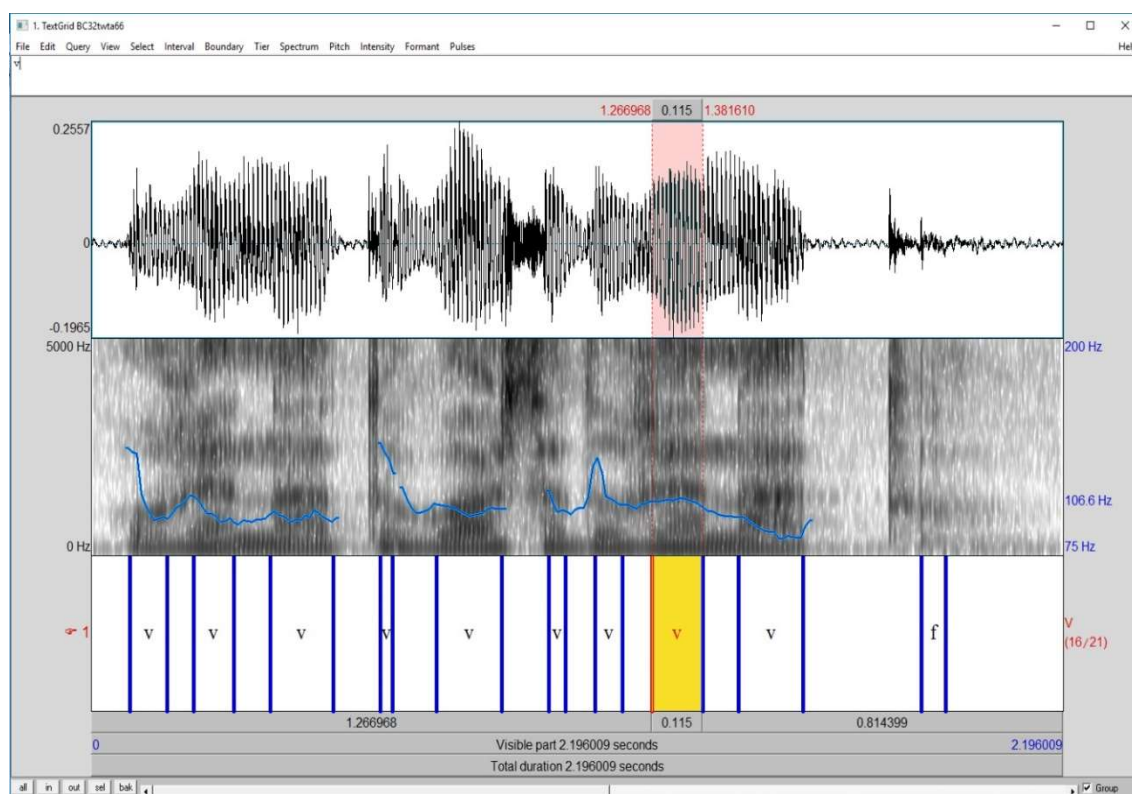 1. TextGrid BC32twta66
File Edit Query View Select Interval Boundary Tier Spectrum Pitch Intensity Formant Pulses Hel
v
1.266968 0.115 1.381610
0.2557
0
-0.1965
5000 Hz 200 Hz
106.6 Hz
0 Hz 75 Hz
1 v v v v v v v v v f V
(16/21)
1.266968 0.115 0.814399
0 Visible part 2.196009 seconds 2.196009
Total duration 2.196009 seconds
all in out sel bak Group